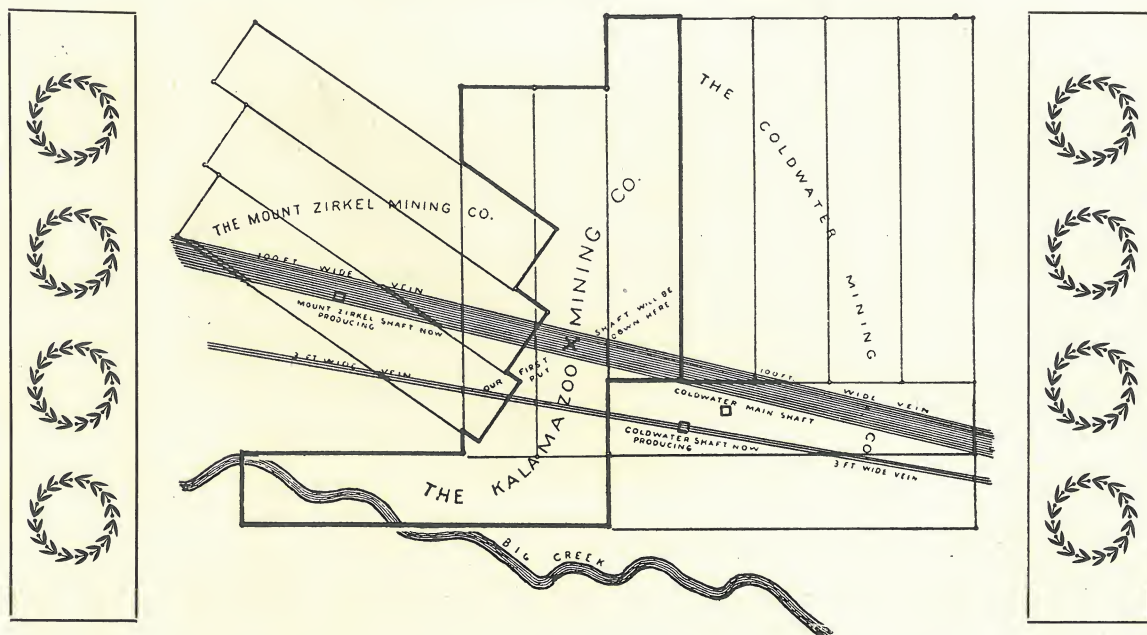 THE MOUNT ZIRKEL MINING CO.
100 FT WIDE VEIN
MOUNT ZIRKEL SHAFT NOW
PRODUCING
3 FT WIDE VEIN
THE KALAMAZOO MINING CO.
OUR FIRST SHAFT WILL BE
PUT DOWN HERE
THE COLDWATER MINING CO
100 FT. WIDE VEIN
COLDWATER MAIN SHAFT
COLDWATER SHAFT NOW
PRODUCING
3 FT WIDE VEIN
BIG CREEK